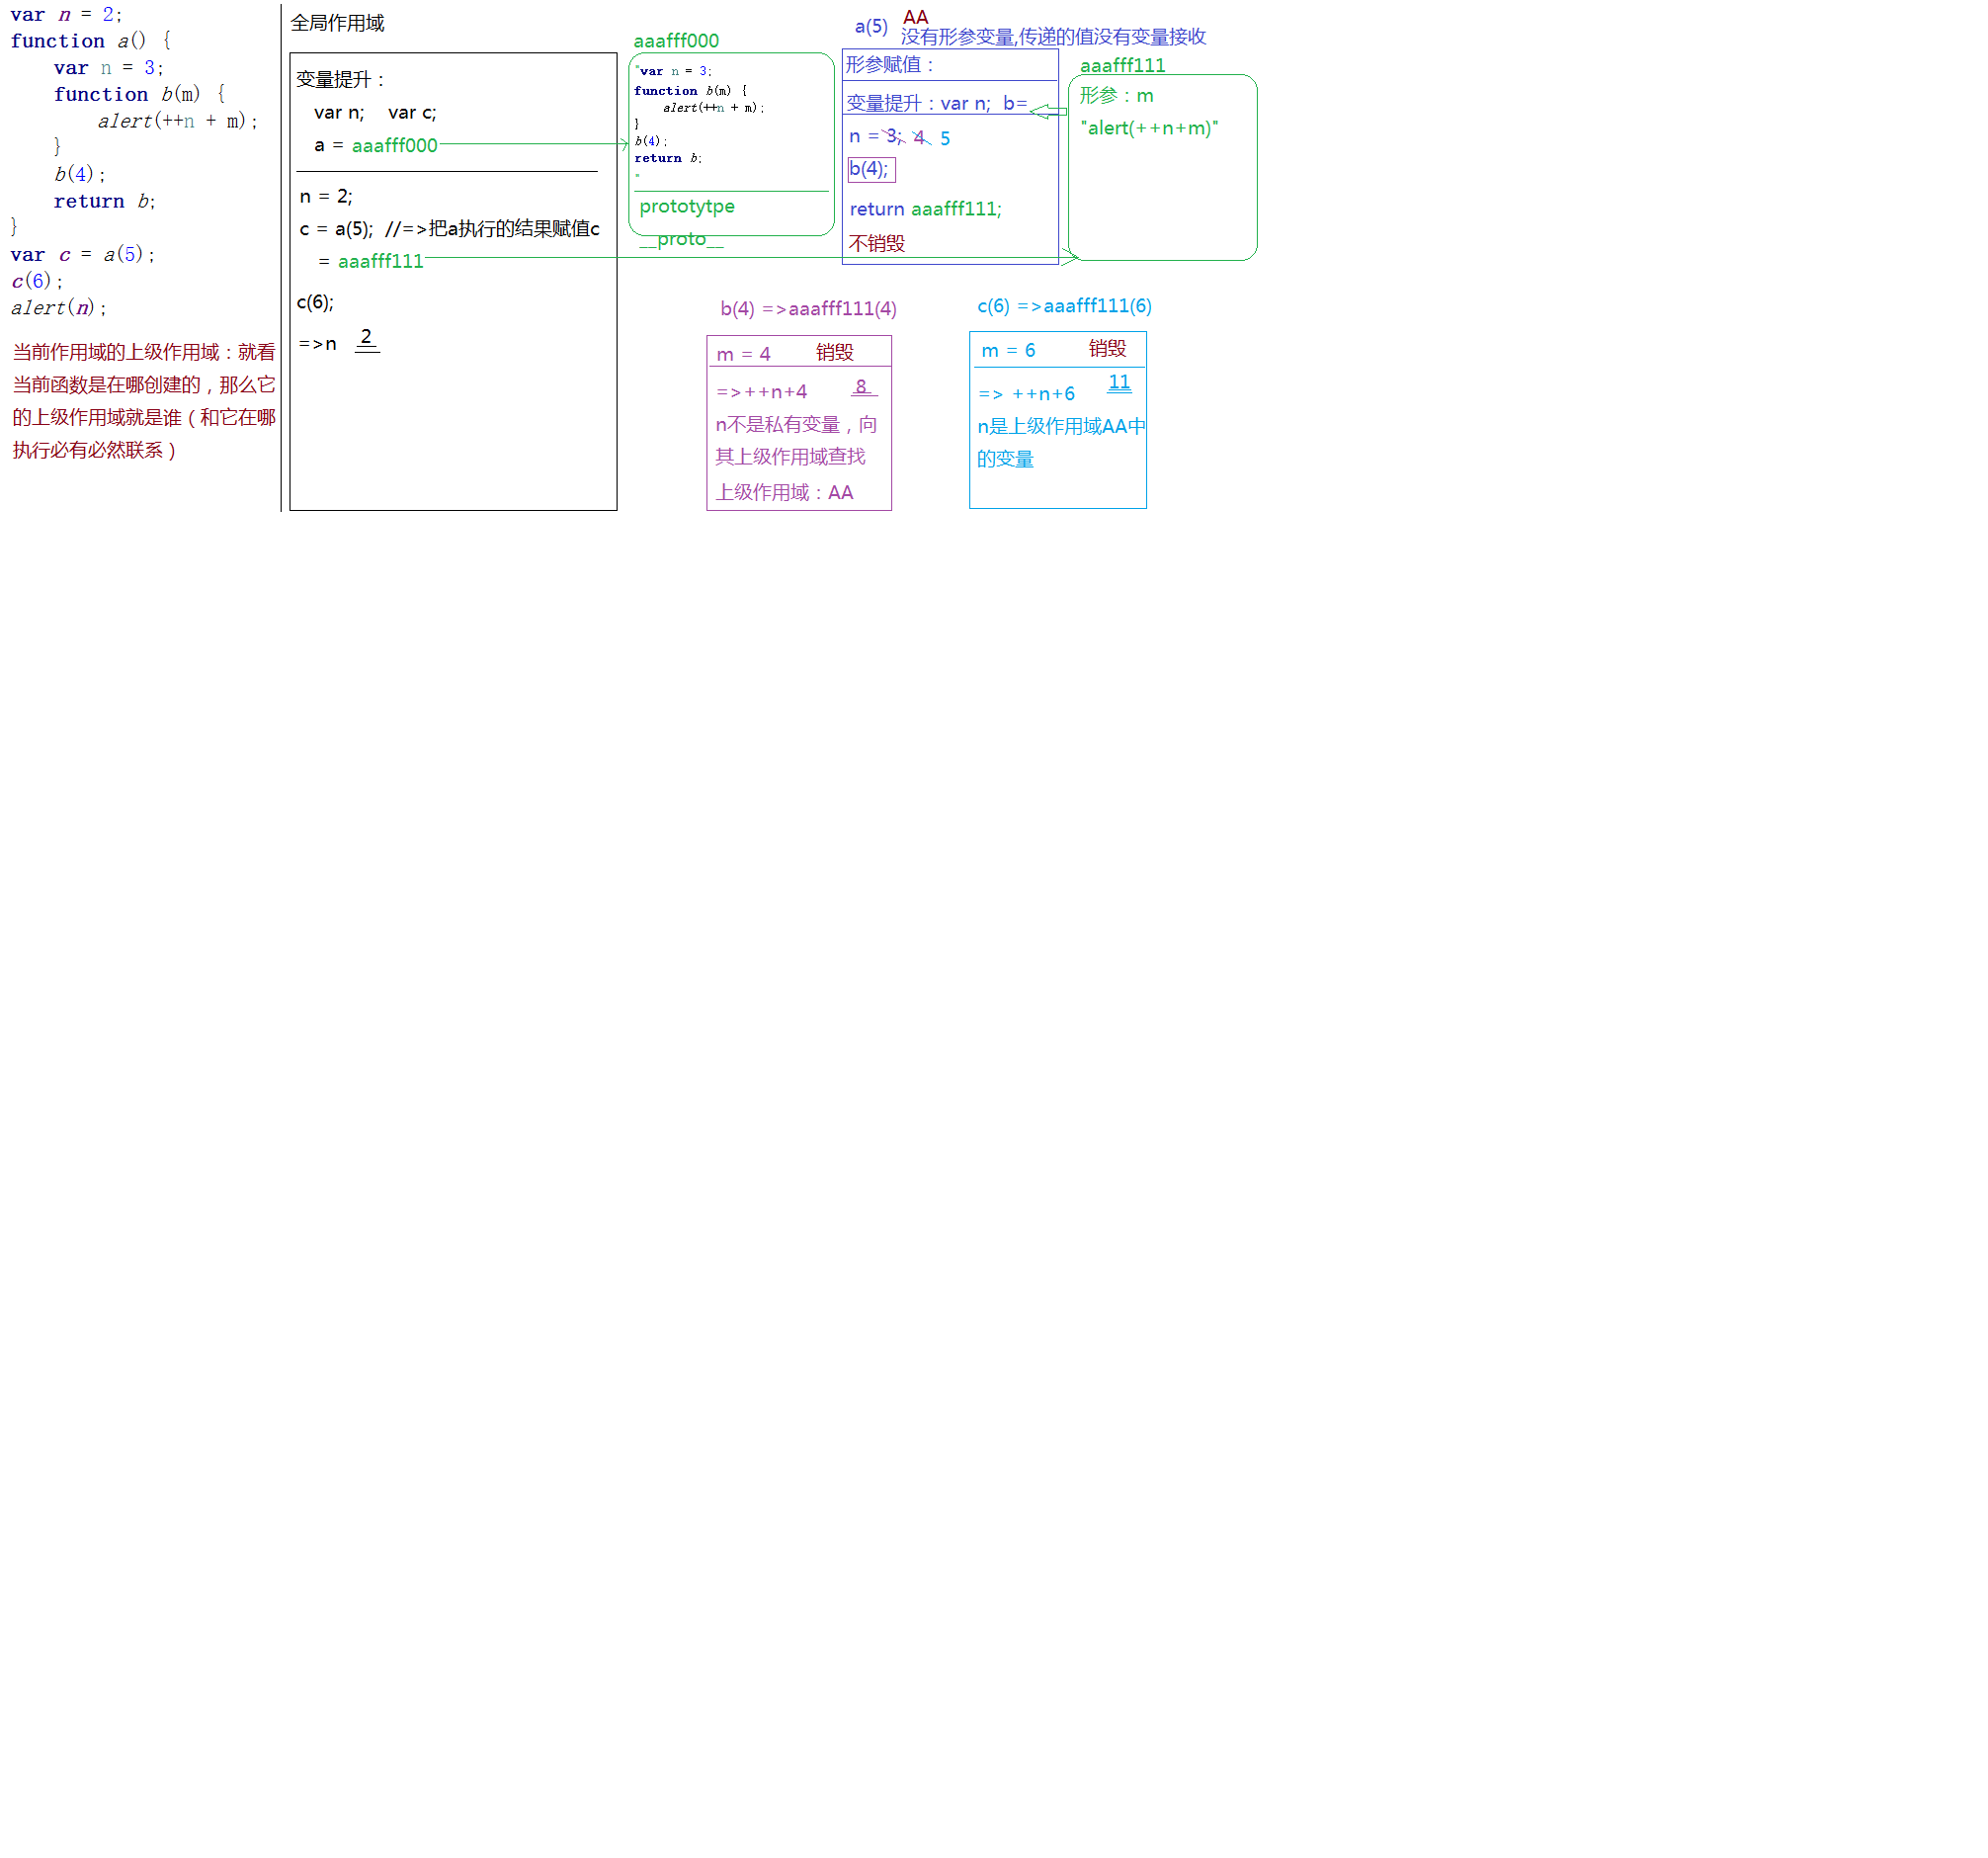 var n = 2;
function a() {
    var n = 3;
    function b(m) {
        alert(++n + m);
    }
    b(4);
    return b;
}
var c = a(5);
c(6);
alert(n);
当前作用域的上级作用域：就看
当前函数是在哪创建的，那么它
的上级作用域就是谁（和它在哪
执行必有必然联系）
全局作用域
变量提升：
var n;    var c;
a = aaafff000
n = 2;
c = a(5);  //=>把a执行的结果赋值c
= aaafff111
c(6);
=>n    2
aaafff000
"var n = 3;
function b(m) {
    alert(++n + m);
}
b(4);
return b;
"
prototytpe
__proto__
a(5)   AA
没有形参变量,传递的值没有变量接收
形参赋值：
变量提升：var n;  b=
n = 3;  4  5
b(4);
return aaafff111;
不销毁
aaafff111
形参：m
"alert(++n+m)"
b(4) =>aaafff111(4)
m = 4    销毁
=>++n+4    8
n不是私有变量，向
其上级作用域查找
上级作用域：AA
c(6) =>aaafff111(6)
m = 6    销毁
=> ++n+6    11
n是上级作用域AA中
的变量